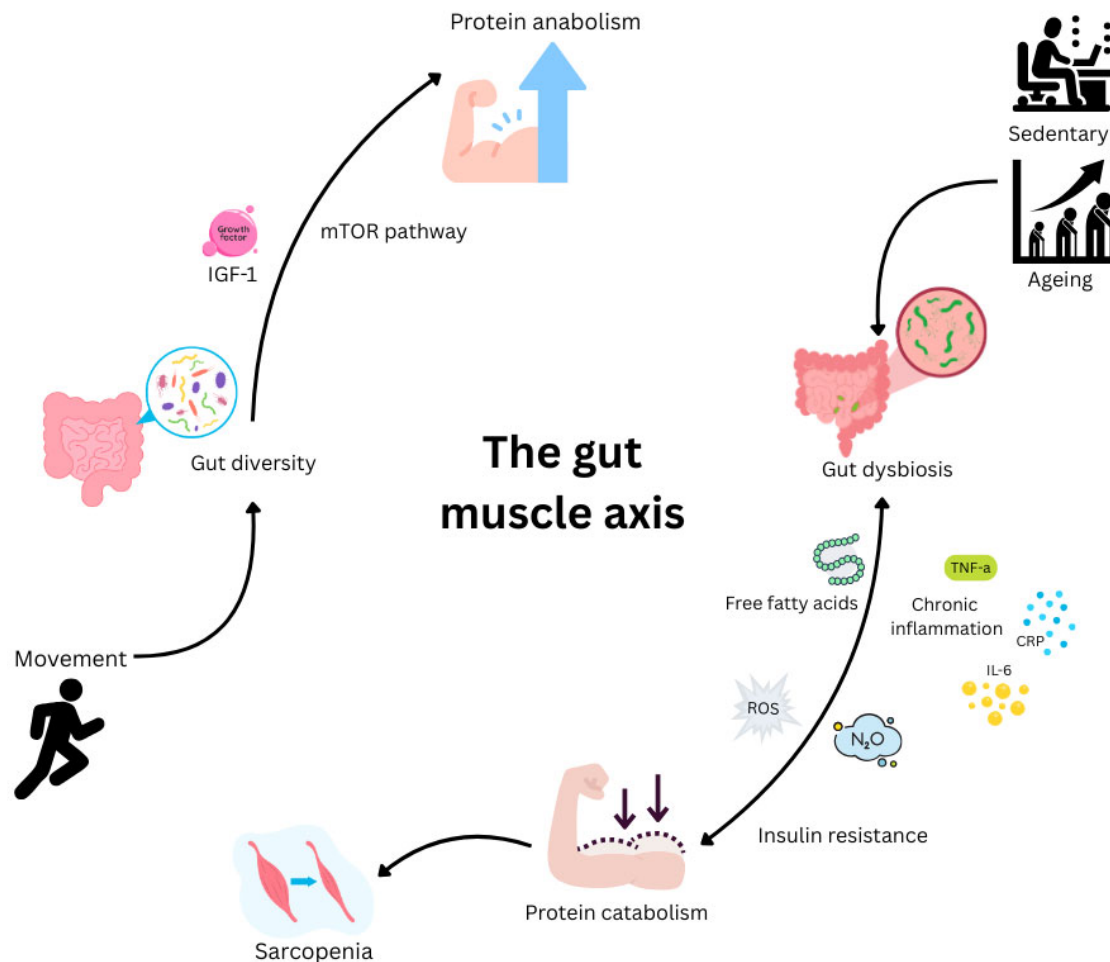 Protein anabolism
Sedentary
Growth
factor
mTOR pathway
IGF-1
Ageing
Gut diversity
The gut
muscle axis
Gut dysbiosis
TNF-a
Free fatty acids
Chronic
inflammation
CRP
IL-6
Movement
ROS
N₂O
Insulin resistance
Protein catabolism
Sarcopenia